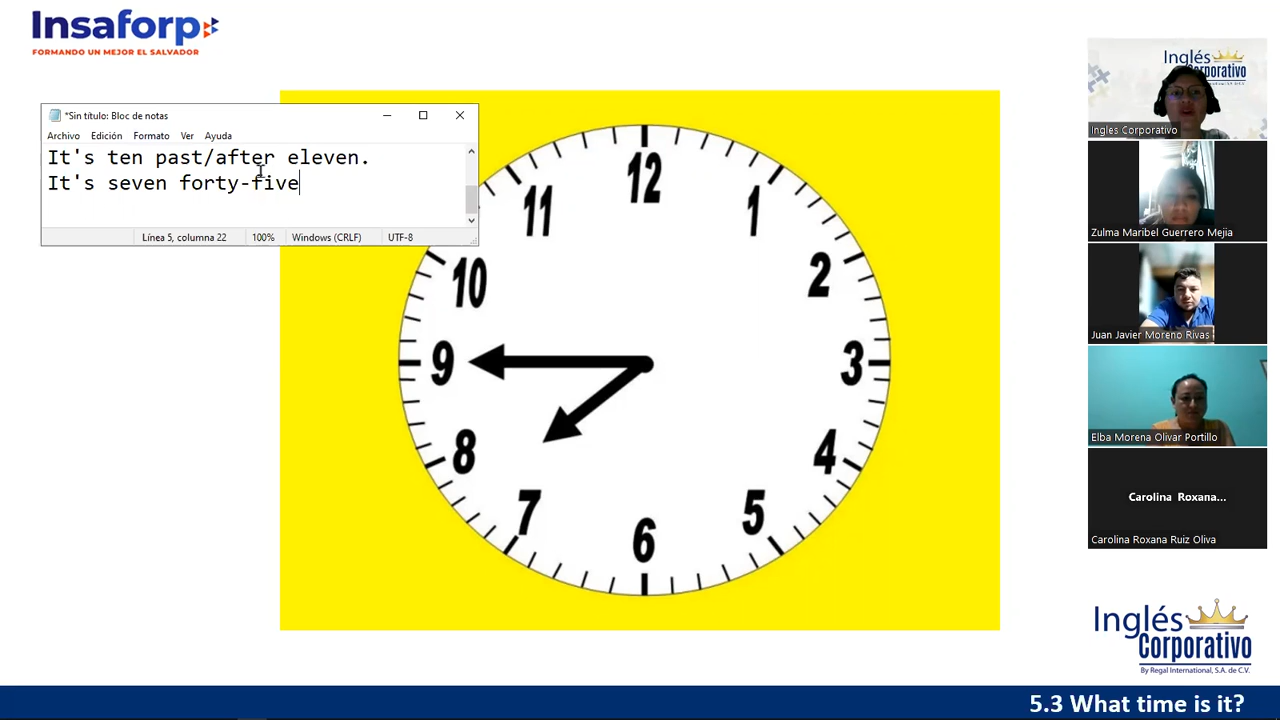 Insaforp
FORMANDO UN MEJOR EL SALVADOR
*Sin título: Bloc de notas
Archivo Edición Formato Ver Ayuda
It's ten past/after eleven.
It's seven forty-five
Línea 5, columna 22 100% Windows (CRLF) UTF-8
12
1
2
3
4
5
6
7
8
9
10
11
Inglés
Corporativo
Ingles Corporativo
Zulma Maribel Guerrero Mejia
Juan Javier Moreno Rivas
Elba Morena Olivar Portillo
Carolina Roxana...
Carolina Roxana Ruiz Oliva
Inglés
Corporativo
By Regal International, S.A. de C.V.
5.3 What time is it?